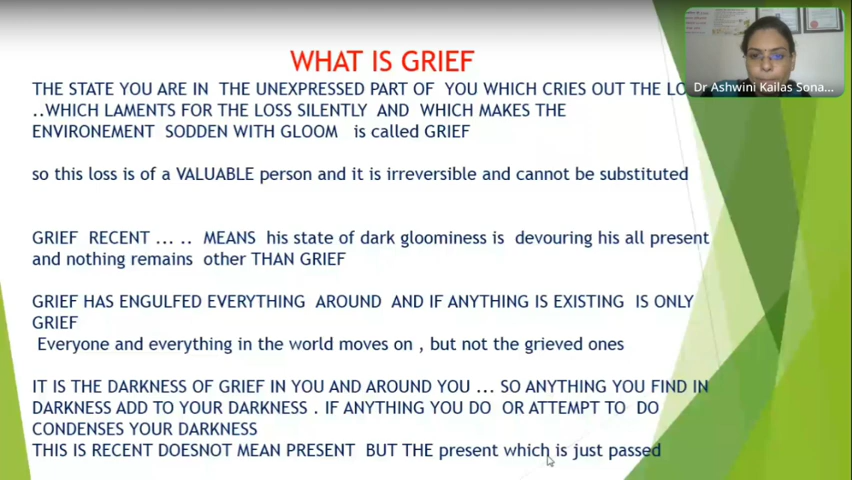 WHAT IS GRIEF
THE STATE YOU ARE IN THE UNEXPRESSED PART OF YOU WHICH CRIES OUT THE LO
..WHICH LAMENTS FOR THE LOSS SILENTLY AND WHICH MAKES THE
ENVIRONEMENT SODDEN WITH GLOOM is called GRIEF
so this loss is of a VALUABLE person and it is irreversible and cannot be substituted
GRIEF RECENT ... .. MEANS his state of dark gloominess is devouring his all present
and nothing remains other THAN GRIEF
GRIEF HAS ENGULFED EVERYTHING AROUND AND IF ANYTHING IS EXISTING IS ONLY
GRIEF
Everyone and everything in the world moves on , but not the grieved ones
IT IS THE DARKNESS OF GRIEF IN YOU AND AROUND YOU ... SO ANYTHING YOU FIND IN
DARKNESS ADD TO YOUR DARKNESS . IF ANYTHING YOU DO OR ATTEMPT TO DO
CONDENSES YOUR DARKNESS
THIS IS RECENT DOESNOT MEAN PRESENT BUT THE present which is just passed
Dr Ashwini Kailas Sona...